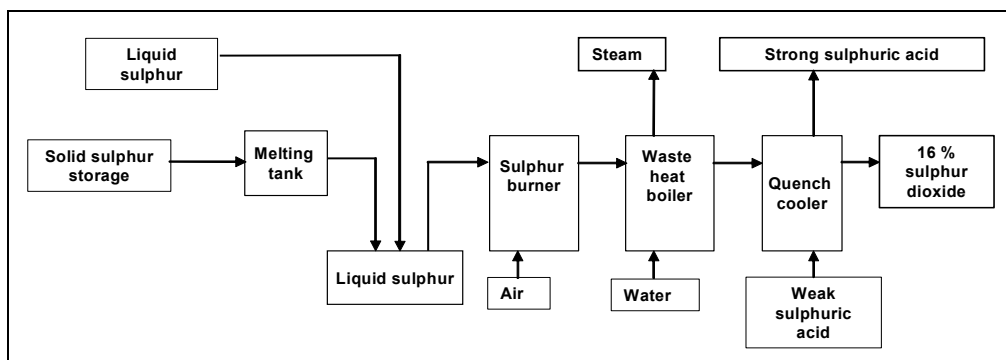 Liquid
sulphur
Steam
Strong sulphuric acid
Solid sulphur
storage
Melting
tank
Sulphur
burner
Waste
heat
boiler
Quench
cooler
16 %
sulphur
dioxide
Liquid sulphur
Air
Water
Weak
sulphuric
acid